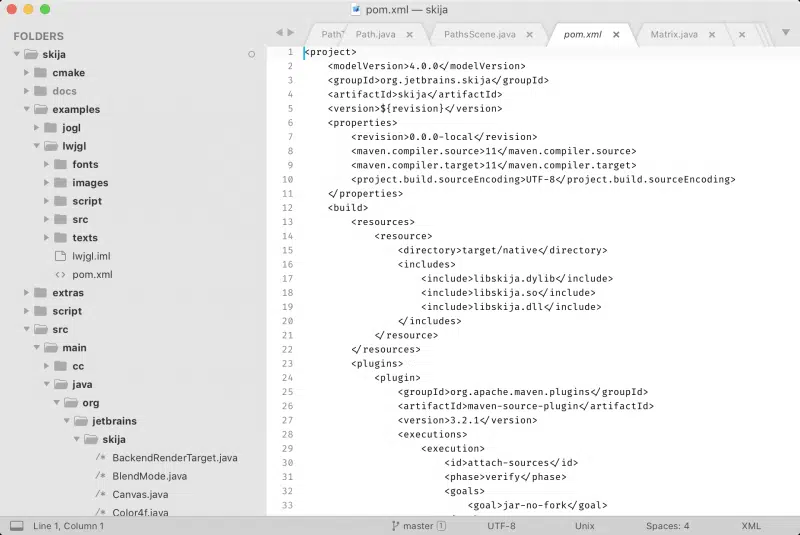 pom.xml — skija
FOLDERS
skija
cmake
docs
examples
jogl
lwjgl
fonts
images
script
src
texts
lwjgl.iml
<> pom.xml
extras
script
src
main
cc
java
org
jetbrains
skija
/* BackendRenderTarget.java
/* BlendMode.java
/* Canvas.java
/* Color4f.java
Path Path.java × PathsScene.java × pom.xml × Matrix.java × ×
1 <project>
2 <modelVersion>4.0.0</modelVersion>
3 <groupId>org.jetbrains.skija</groupId>
4 <artifactId>skija</artifactId>
5 <version>${revision}</version>
6 <properties>
7 <revision>0.0.0-local</revision>
8 <maven.compiler.source>11</maven.compiler.source>
9 <maven.compiler.target>11</maven.compiler.target>
10 <project.build.sourceEncoding>UTF-8</project.build.sourceEncoding>
11 </properties>
12 <build>
13 <resources>
14 <resource>
15 <directory>target/native</directory>
16 <includes>
17 <include>libskija.dylib</include>
18 <include>libskija.so</include>
19 <include>libskija.dll</include>
20 </includes>
21 </resource>
22 </resources>
23 <plugins>
24 <plugin>
25 <groupId>org.apache.maven.plugins</groupId>
26 <artifactId>maven-source-plugin</artifactId>
27 <version>3.2.1</version>
28 <executions>
29 <execution>
30 <id>attach-sources</id>
31 <phase>verify</phase>
32 <goals>
33 <goal>jar-no-fork</goal>
Line 1, Column 1 master 1 UTF-8 Unix Spaces: 4 XML